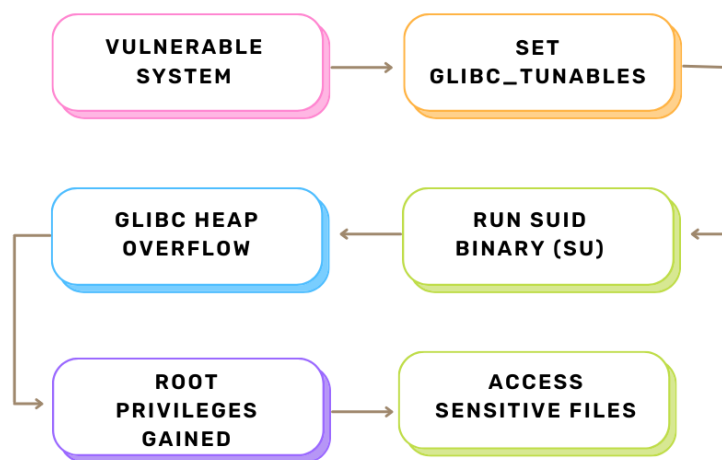 VULNERABLE
SYSTEM
SET
GLIBC_TUNABLES
GLIBC HEAP
OVERFLOW
RUN SUID
BINARY (SU)
ROOT
PRIVILEGES
GAINED
ACCESS
SENSITIVE FILES